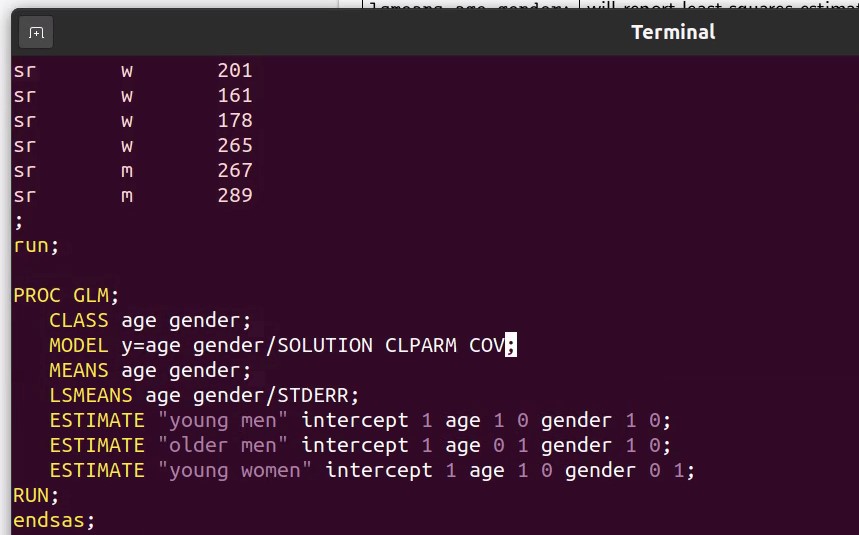 lsmeans age gender; will report least squares
Terminal
sr w 201
sr w 161
sr w 178
sr w 265
sr m 267
sr m 289
;
run;
PROC GLM;
CLASS age gender;
MODEL y=age gender/SOLUTION CLPARM COV;
MEANS age gender;
LSMEANS age gender/STDERR;
ESTIMATE "young men" intercept 1 age 1 0 gender 1 0;
ESTIMATE "older men" intercept 1 age 0 1 gender 1 0;
ESTIMATE "young women" intercept 1 age 1 0 gender 0 1;
RUN;
endsas;